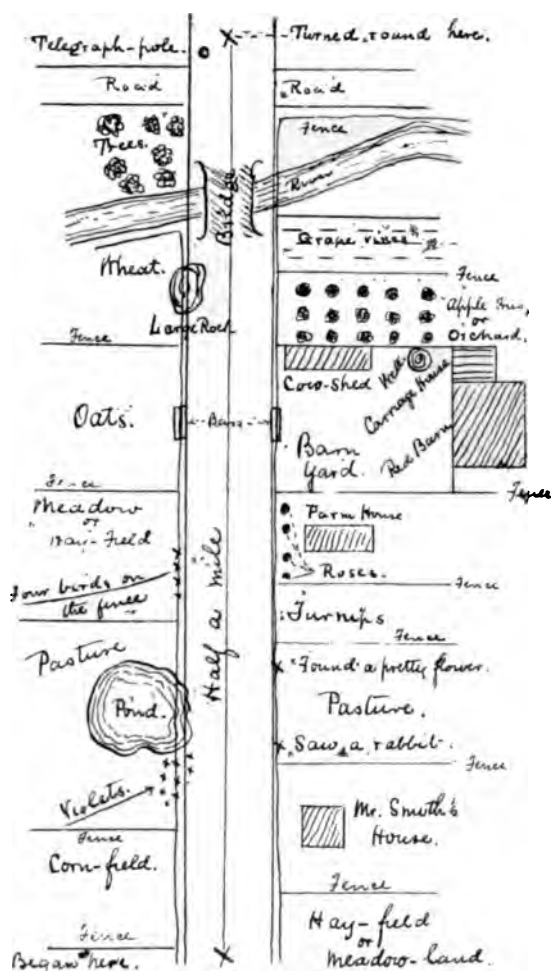 Telegraph-pole.
Turned round here.
Road
Road
Trees.
Fence
River
Bridge
Grape vines
Wheat.
Fence
Large Rock
Apple Trees,
or
Orchard.
Fence
Cow-Shed
Well
Carriage House
Oats.
Bars
Barn
Yard.
Red Barn
Fence
Fence
Meadow
or
Hay-Field
Farm House
Roses.
Fence
Four birds on
the fence
Half a mile
Turnips
Fence
Pasture
Found a pretty flower.
Pond.
Pasture.
Saw a rabbit.
Fence
Violets.
Mr. Smith's
House.
Fence
Corn-field.
Fence
Hay-field
or
meadow-land.
Fence
Began here.